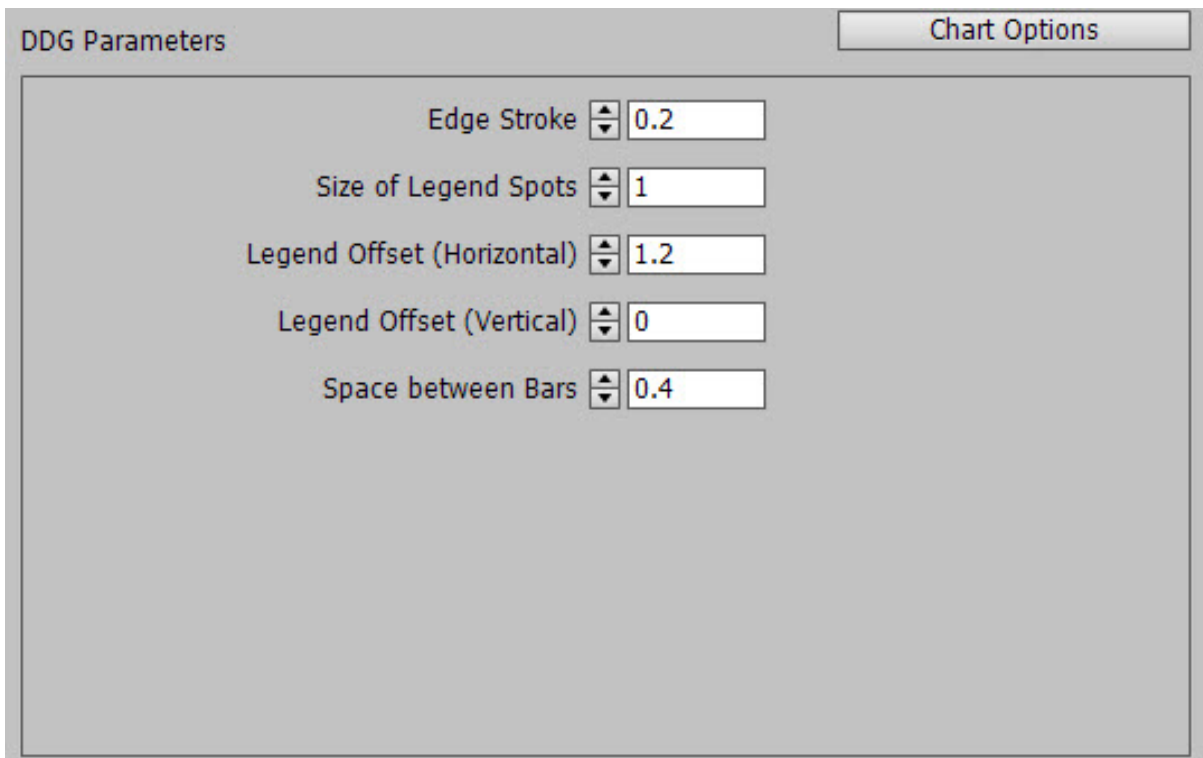 DDG Parameters
Chart Options
Edge Stroke 0.2
Size of Legend Spots 1
Legend Offset (Horizontal) 1.2
Legend Offset (Vertical) 0
Space between Bars 0.4